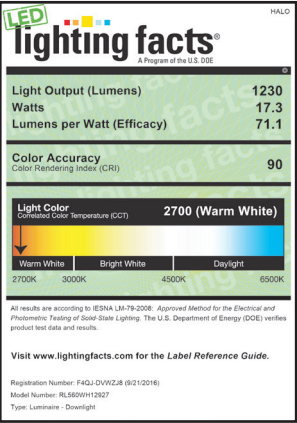 HALO
LED
lighting facts®
A Program of the U.S. DOE
Light Output (Lumens) 1230
Watts 17.3
Lumens per Watt (Efficacy) 71.1
Color Accuracy
Color Rendering Index (CRI) 90
Light Color
Correlated Color Temperature (CCT) 2700 (Warm White)
Warm White Bright White Daylight
2700K 3000K 4500K 6500K
All results are according to IESNA LM-79-2008: Approved Method for the Electrical and
Photometric Testing of Solid-State Lighting. The U.S. Department of Energy (DOE) verifies
product test data and results.
Visit www.lightingfacts.com for the Label Reference Guide.
Registration Number: F4QJ-DVWZJ8 (9/21/2016)
Model Number: RL560WH12927
Type: Luminaire - Downlight